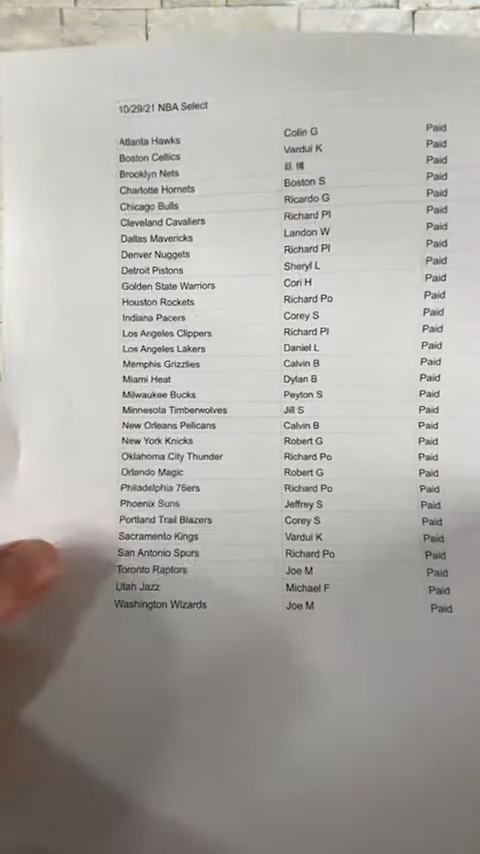 10/29/21 NBA Select
Atlanta Hawks Colin G Paid
Boston Celtics Vardui K Paid
Brooklyn Nets Paid
Charlotte Hornets Boston S Paid
Chicago Bulls Ricardo G Paid
Cleveland Cavaliers Richard Pl Paid
Dallas Mavericks Landon W Paid
Denver Nuggets Richard Pl Paid
Detroit Pistons Sheryl L Paid
Golden State Warriors Cori H Paid
Houston Rockets Richard Po Paid
Indiana Pacers Corey S Paid
Los Angeles Clippers Richard Pl Paid
Los Angeles Lakers Daniel L Paid
Memphis Grizzlies Calvin B Paid
Miami Heat Dylan B Paid
Milwaukee Bucks Peyton S Paid
Minnesota Timberwolves Jill S Paid
New Orleans Pelicans Calvin B Paid
New York Knicks Robert G Paid
Oklahoma City Thunder Richard Po Paid
Orlando Magic Robert G Paid
Philadelphia 76ers Richard Po Paid
Phoenix Suns Jeffrey S Paid
Portland Trail Blazers Corey S Paid
Sacramento Kings Vardui K Paid
San Antonio Spurs Richard Po Paid
Toronto Raptors Joe M Paid
Utah Jazz Michael F Paid
Washington Wizards Joe M Paid